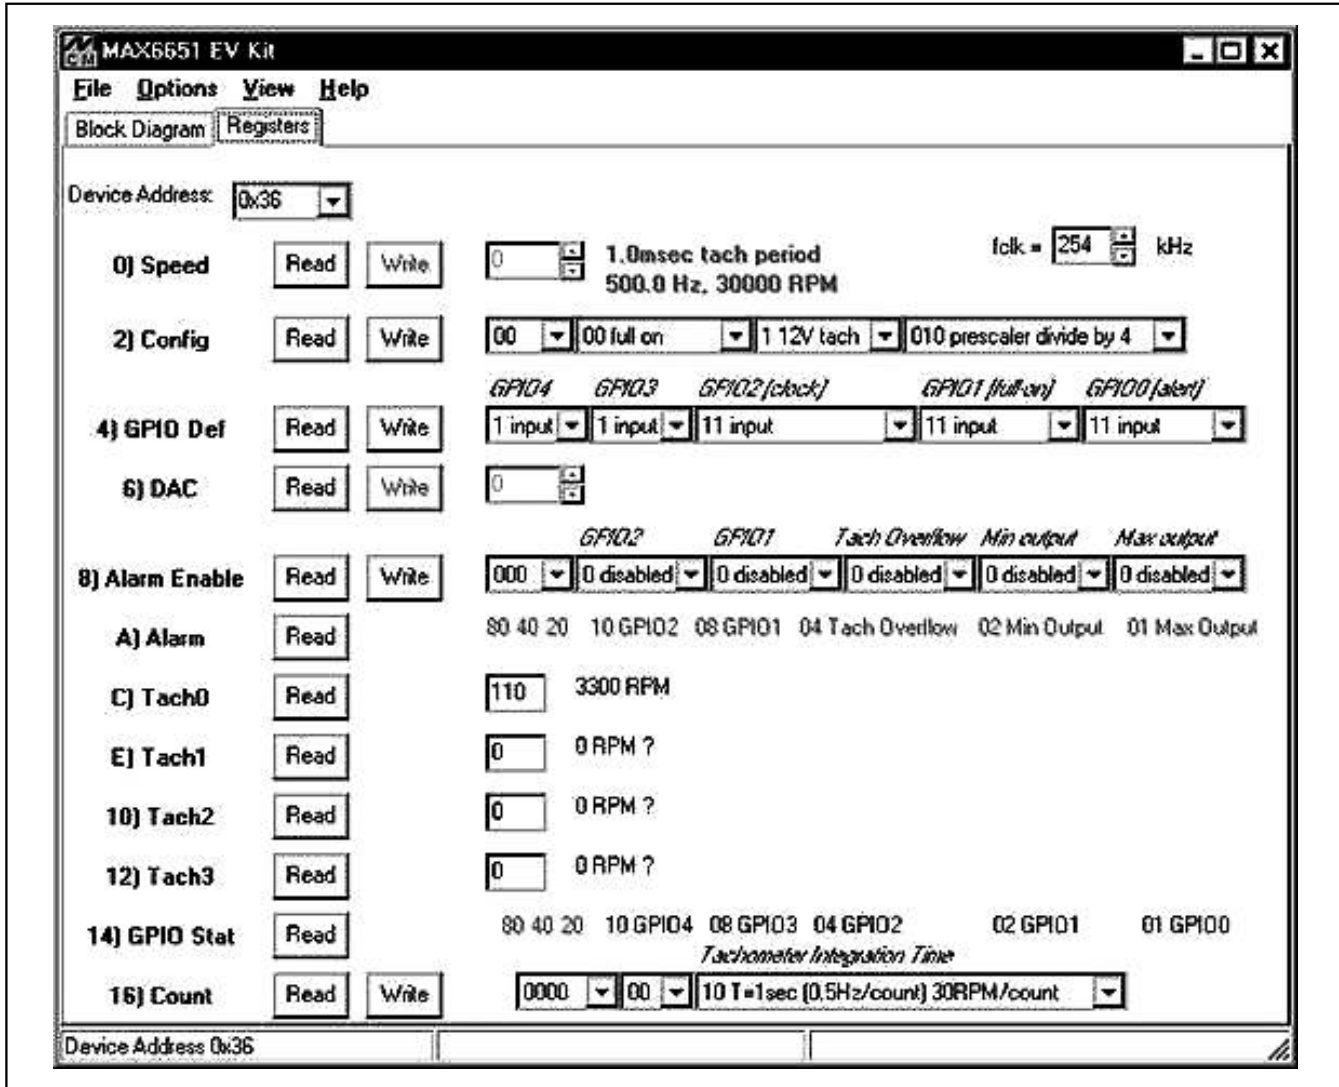 MAX6651 EV Kit
File Options View Help
Block Diagram Registers
Device Address: 0x36
0) Speed Read Write 0 1.0msec tach period fclk = 254 kHz
500.0 Hz, 30000 RPM
2) Config Read Write 00 00 full on 1 12V tach 010 prescaler divide by 4
GPIO4 GPIO3 GPIO2 (clock) GPIO1 (full-on) GPIO0 (alert)
4) GPIO Def Read Write 1 input 1 input 11 input 11 input 11 input
6) DAC Read Write 0
GPIO2 GPIO1 Tach Overflow Min output Max output
8) Alarm Enable Read Write 000 0 disabled 0 disabled 0 disabled 0 disabled 0 disabled
A) Alarm Read 80 40 20 10 GPIO2 08 GPIO1 04 Tach Overflow 02 Min Output 01 Max Output
C) Tach0 Read 110 3300 RPM
E) Tach1 Read 0 0 RPM ?
10) Tach2 Read 0 0 RPM ?
12) Tach3 Read 0 0 RPM ?
14) GPIO Stat Read 80 40 20 10 GPIO4 08 GPIO3 04 GPIO2 02 GPIO1 01 GPIO0
Tachometer Integration Time
16) Count Read Write 0000 00 10 T=1sec (0.5Hz/count) 30RPM/count
Device Address 0x36